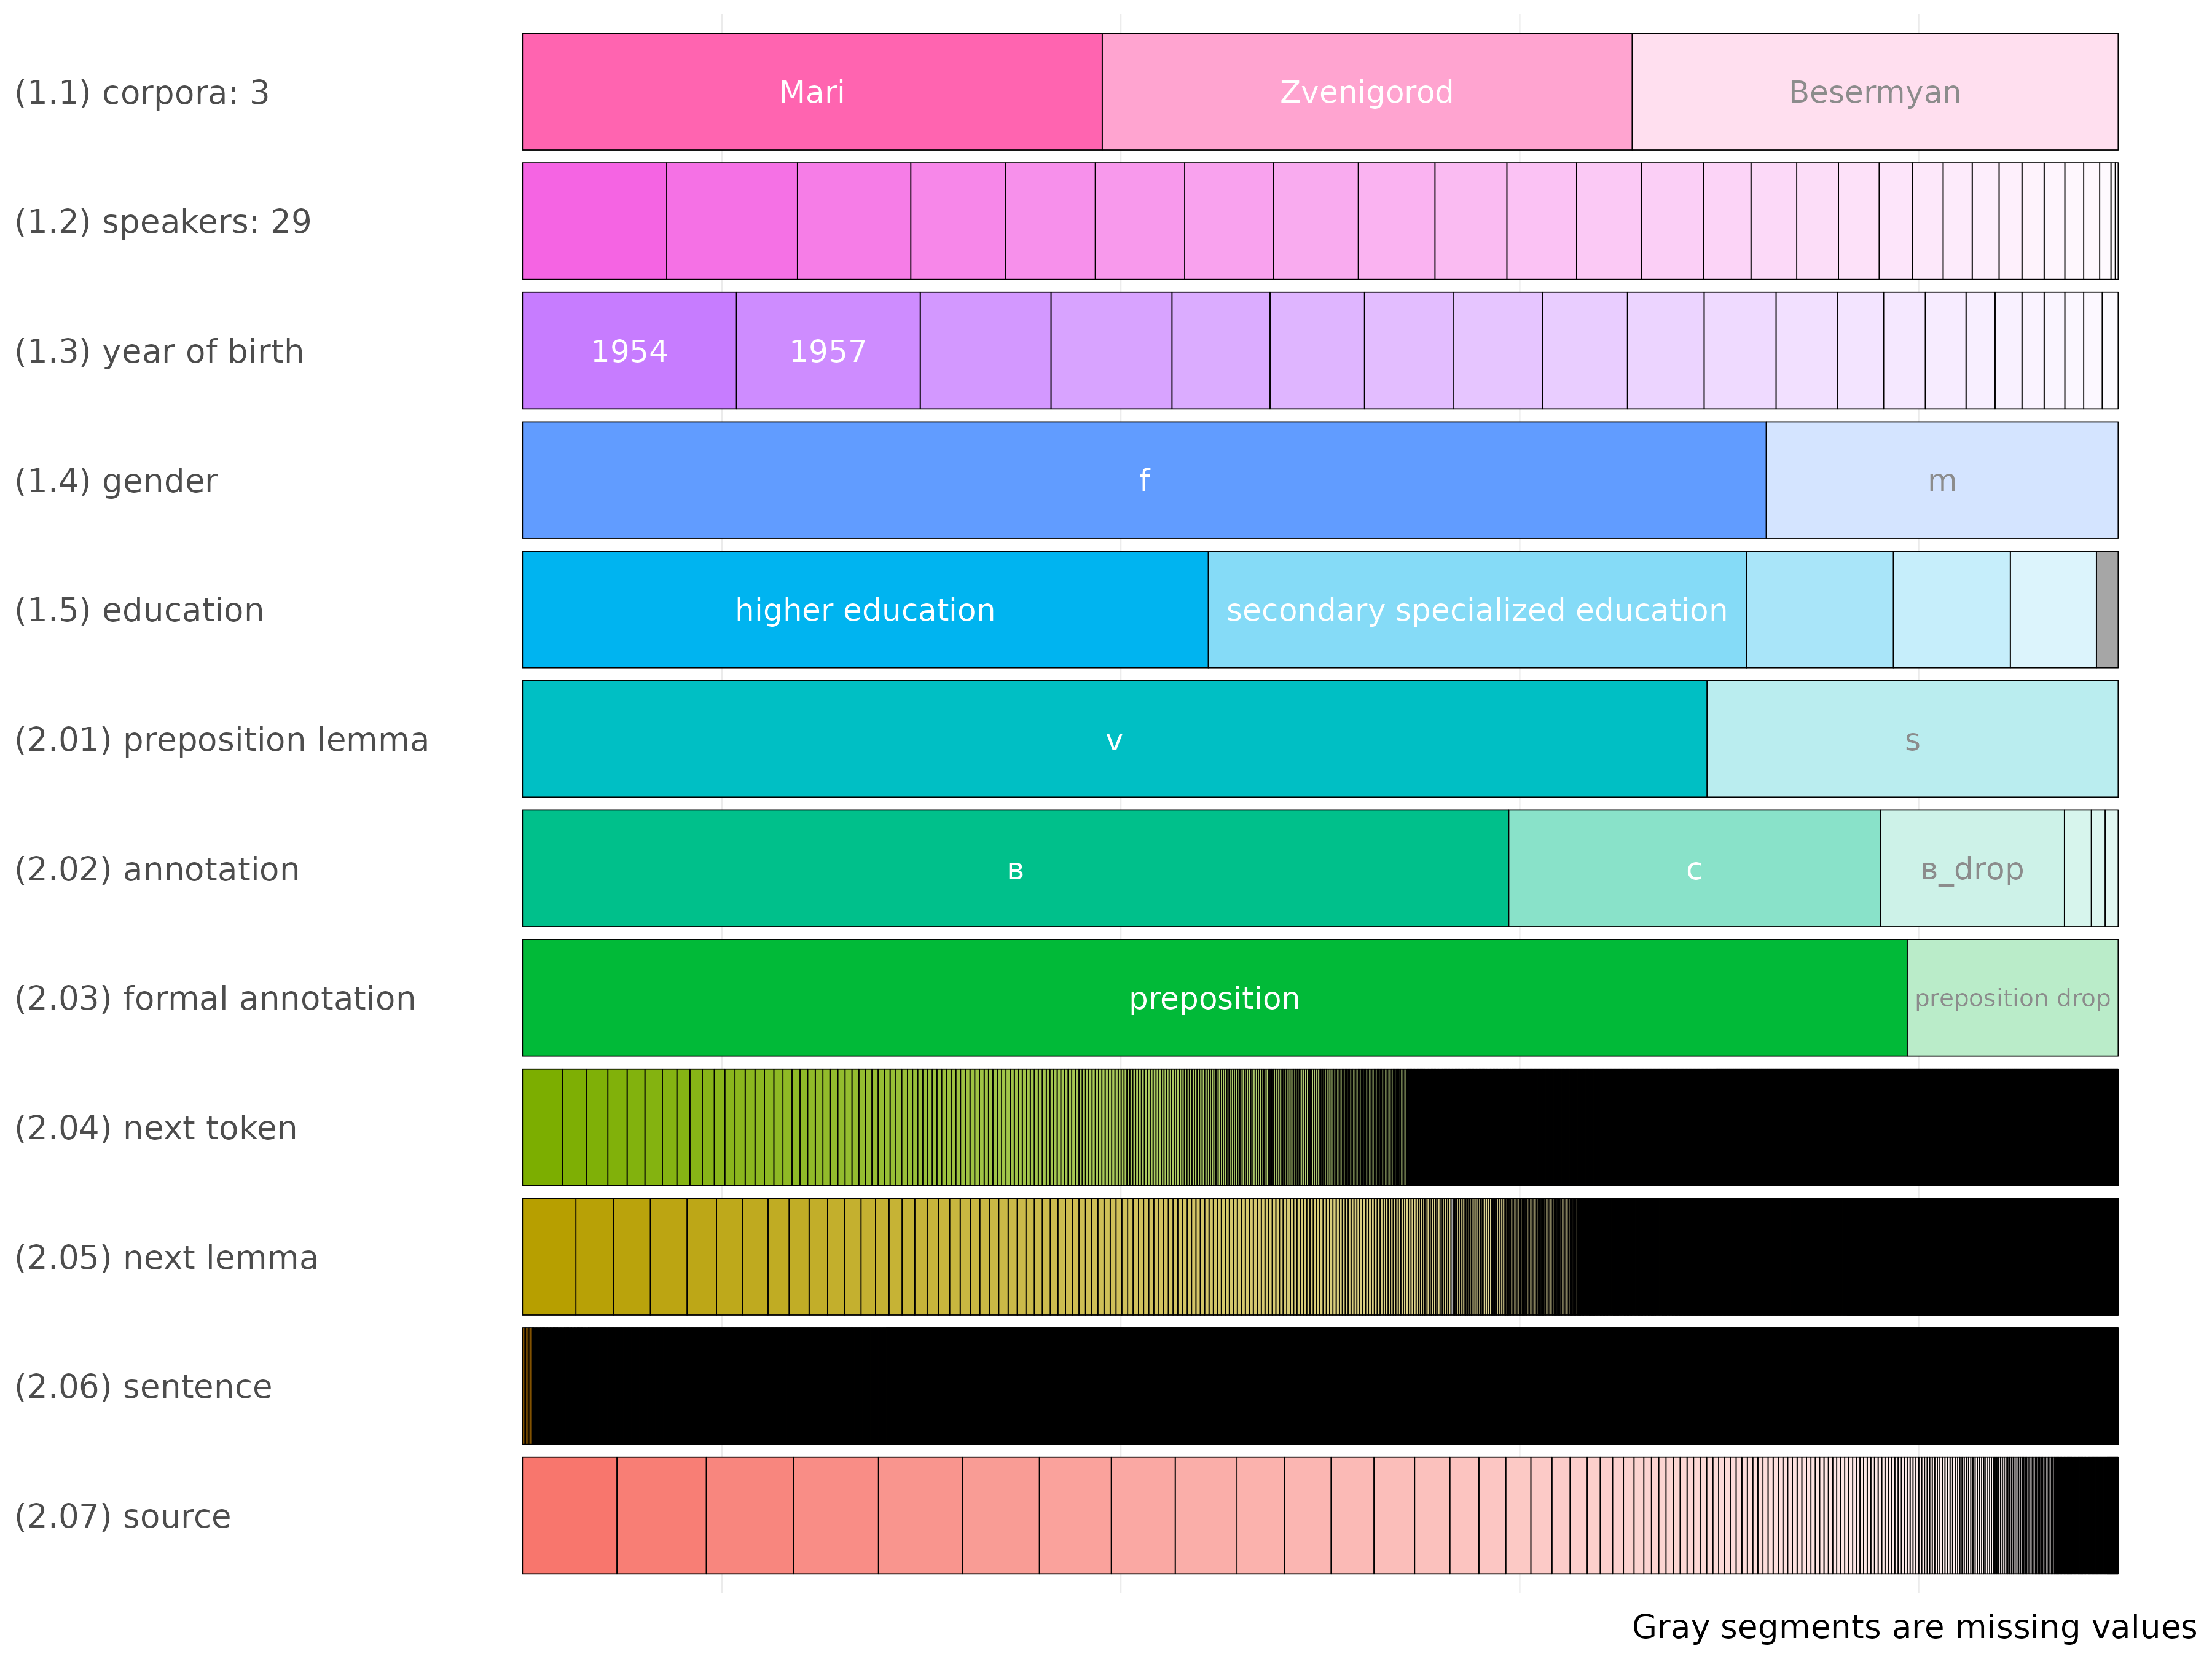 (1.1) corpora: 3
Mari
Zvenigorod
Besermyan
(1.2) speakers: 29
(1.3) year of birth
1954
1957
(1.4) gender
f
m
(1.5) education
higher education
secondary specialized education
(2.01) preposition lemma
v
s
(2.02) annotation
в
с
в_drop
(2.03) formal annotation
preposition
preposition drop
(2.04) next token
(2.05) next lemma
(2.06) sentence
(2.07) source
Gray segments are missing values